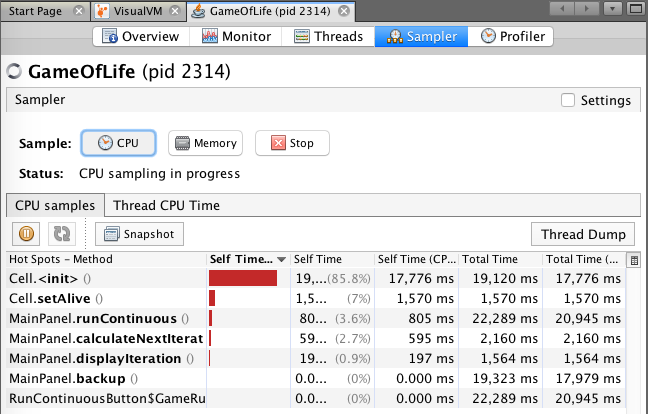 Start Page VisualVM GameOfLife (pid 2314)
Overview Monitor Threads Sampler Profiler
GameOfLife (pid 2314)
Sampler Settings
Sample: CPU Memory Stop
Status: CPU sampling in progress
CPU samples Thread CPU Time
Snapshot Thread Dump
Hot Spots – Method Self Time... Self Time Self Time (CP... Total Time Total Time (...
Cell.<init> () 19,... (85.8%) 17,776 ms 19,120 ms 17,776 ms
Cell.setAlive () 1,5... (7%) 1,570 ms 1,570 ms 1,570 ms
MainPanel.runContinuous () 80... (3.6%) 805 ms 22,289 ms 20,945 ms
MainPanel.calculateNextIterat 59... (2.7%) 595 ms 2,160 ms 2,160 ms
MainPanel.displayIteration () 19... (0.9%) 197 ms 1,564 ms 1,564 ms
MainPanel.backup () 0.0... (0%) 0.000 ms 19,323 ms 17,979 ms
RunContinuousButton$GameRu 0.0... (0%) 0.000 ms 22,289 ms 20,945 ms